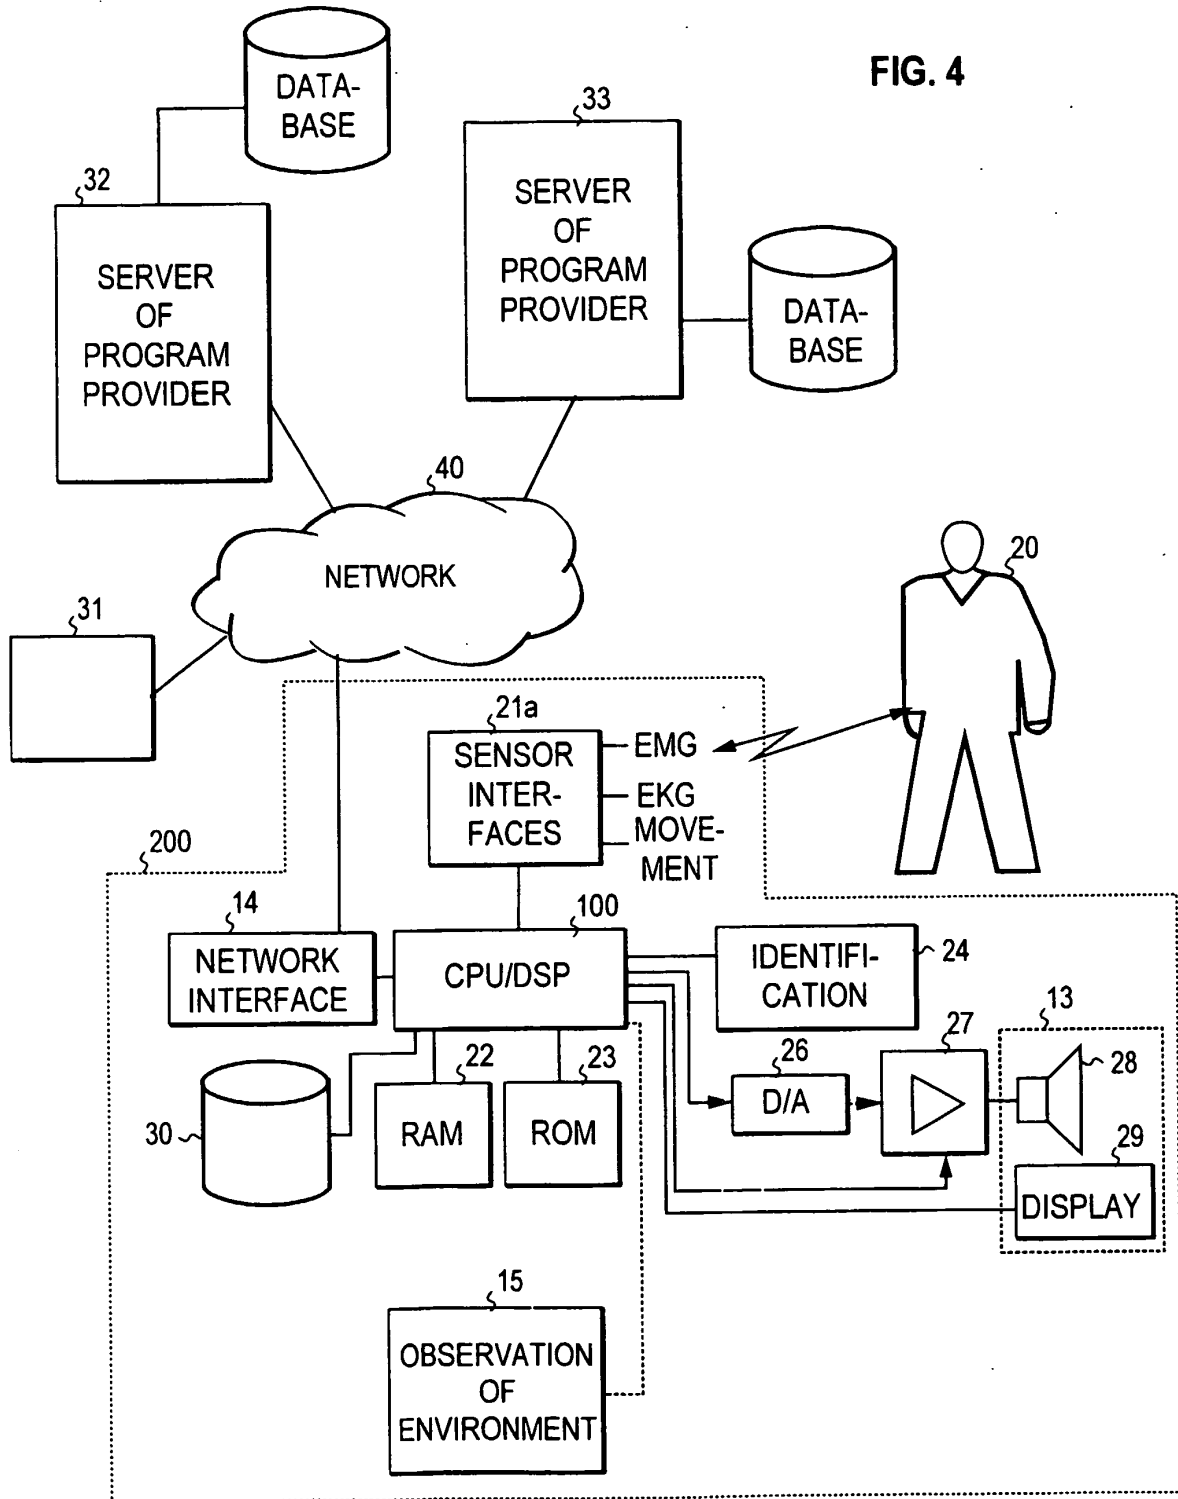 FIG. 4
DATA-
BASE
33
32
SERVER
OF
PROGRAM
PROVIDER
SERVER
OF
PROGRAM
PROVIDER
DATA-
BASE
40
NETWORK
20
31
21a
SENSOR
INTER-
FACES
EMG
EKG
MOVE-
MENT
200
14
NETWORK
INTERFACE
100
CPU/DSP
IDENTIFI-
CATION
24
13
27
28
26
D/A
22
RAM
23
ROM
30
29
DISPLAY
15
OBSERVATION
OF
ENVIRONMENT